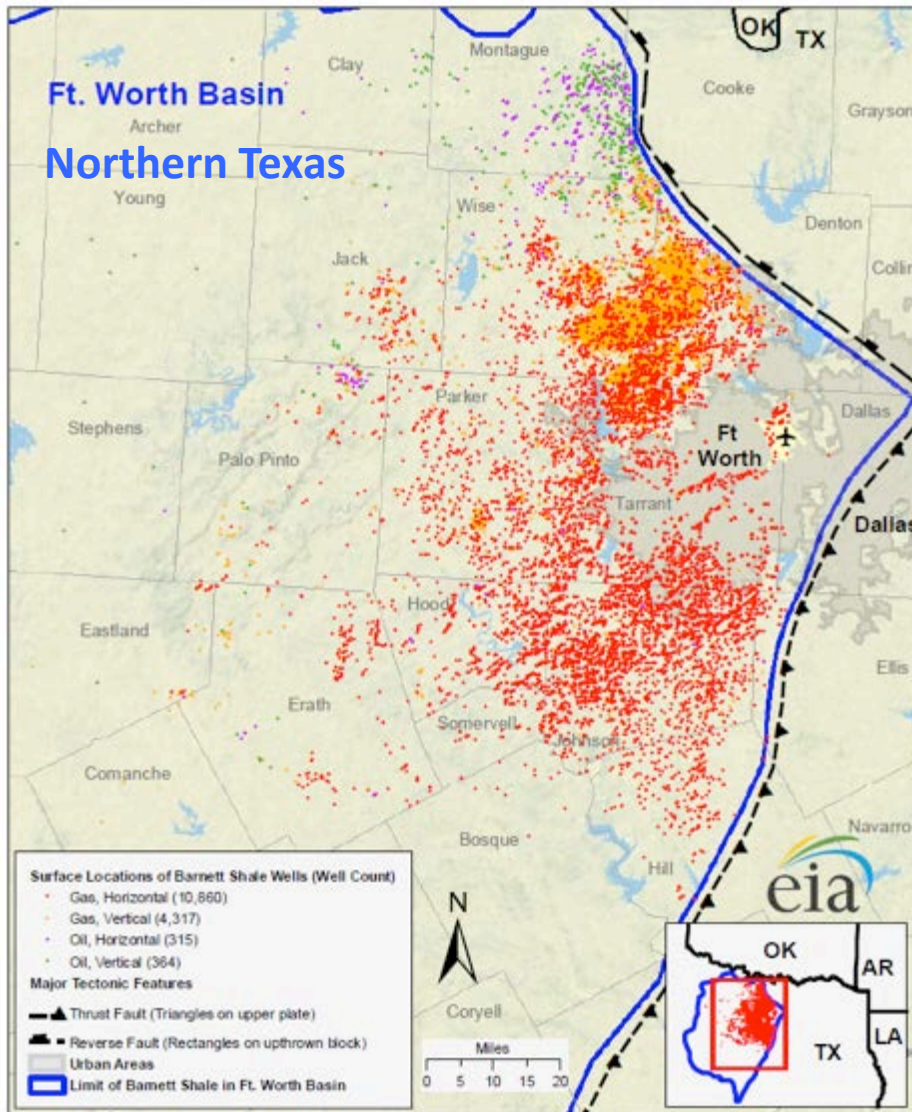 OK
TX
Montague
Clay
Cooke
Ft. Worth Basin
Grayson
Archer
Northern Texas
Young
Wise
Denton
Jack
Collin
Parker
Dallas
Stephens
Ft
Worth
Palo Pinto
Tarrant
Dallas
Hood
Eastland
Ellis
Erath
Somervell
Johnson
Comanche
Navarro
Bosque
Hill
eia
Surface Locations of Barnett Shale Wells (Well Count)
Gas, Horizontal (10,860)
Gas, Vertical (4,317)
Oil, Horizontal (315)
Oil, Vertical (364)
Major Tectonic Features
Thrust Fault (Triangles on upper plate)
Reverse Fault (Rectangles on upthrown block)
Urban Areas
Limit of Barnett Shale in Ft. Worth Basin
N
Coryell
Miles
0 5 10 15 20
OK
AR
LA
TX